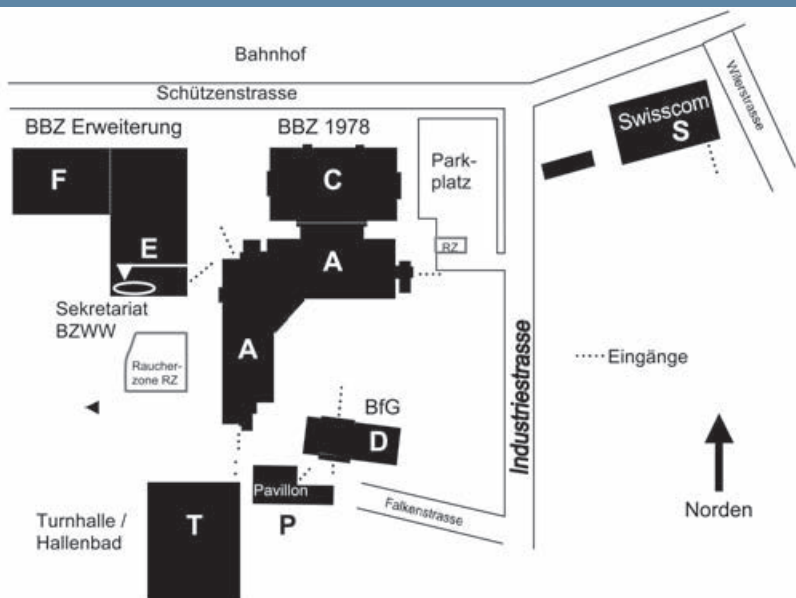 Bahnhof
Schützenstrasse
Wilerstrasse
BBZ Erweiterung
BBZ 1978
Swisscom
S
Park-
platz
F
C
E
A
RZ
Sekretariat
BZWW
A
Raucher-
zone RZ
Industriestrasse
Eingänge
BfG
D
Pavillon
P
Falkenstrasse
Norden
Turnhalle /
Hallenbad
T